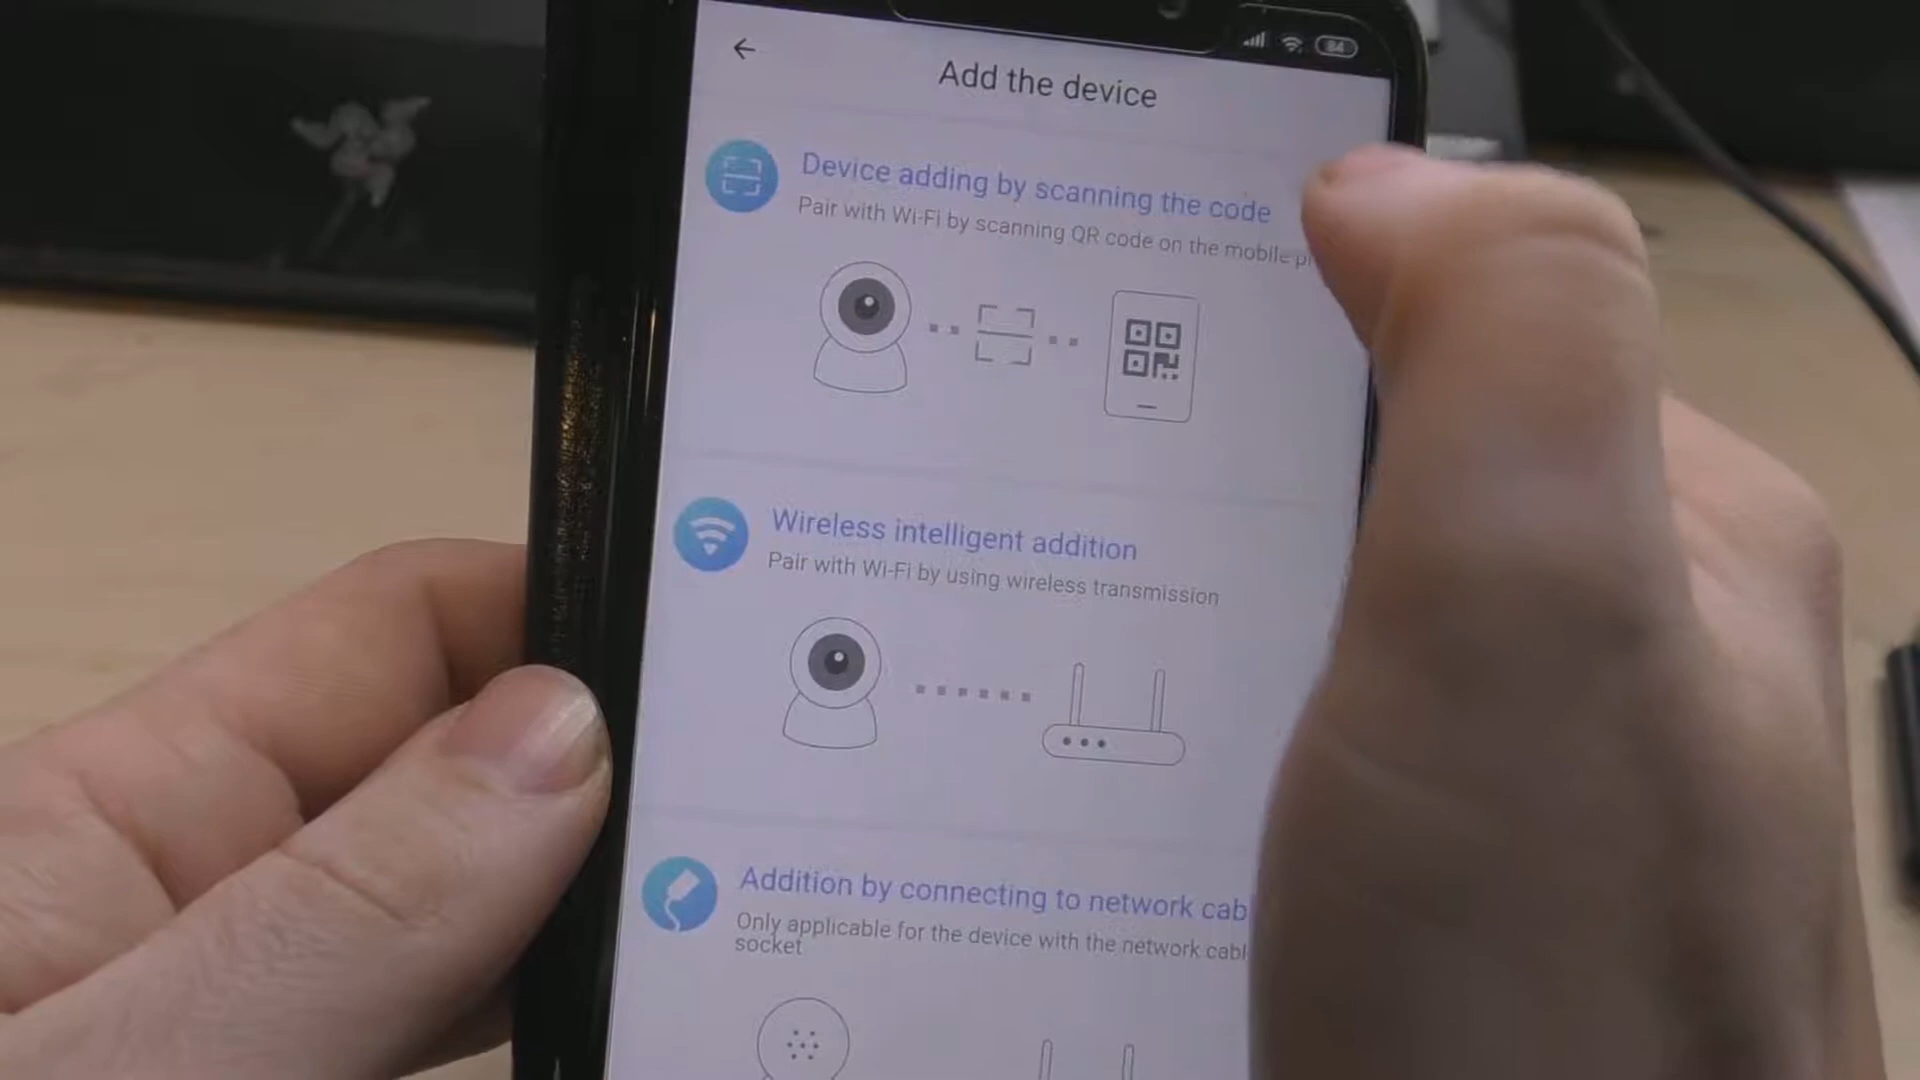 84
Add the device
Device adding by scanning the code
Pair with Wi-Fi by scanning QR code on the mobile
Wireless intelligent addition
Pair with Wi-Fi by using wireless transmission
Addition by connecting to network
Only applicable for the device with the network
socket